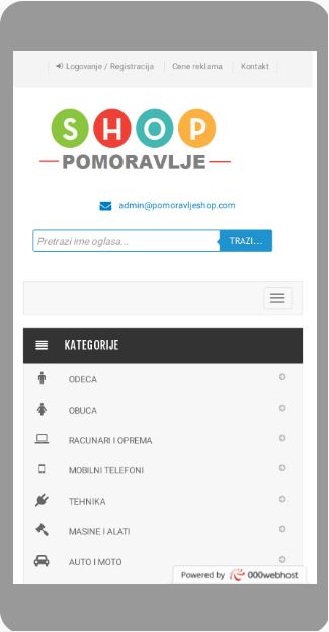 Logovanje / Registracija Cene reklama Kontakt
SHOP
POMORAVLJE
admin@pomoravljeshop.com
Pretrazi ime oglasa... TRAZI...
KATEGORIJE
ODECA
OBUCA
RACUNARI I OPREMA
MOBILNI TELEFONI
TEHNIKA
MASINE I ALATI
AUTO I MOTO
Powered by 000webhost